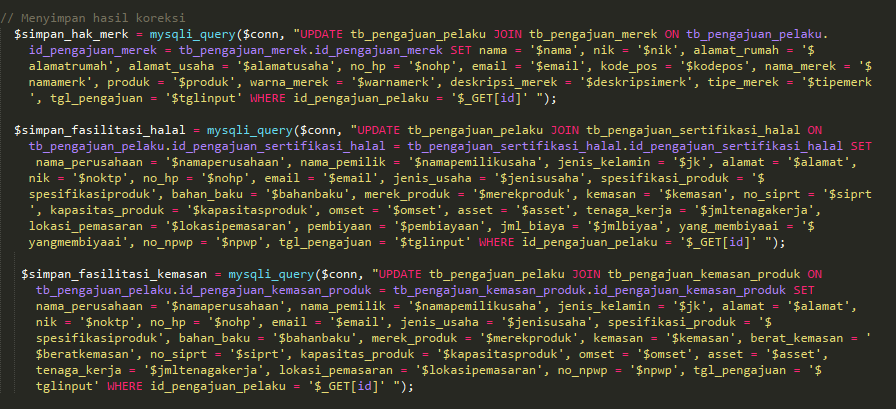 // Menyimpan hasil koreksi
$simpan_hak_merk = mysqli_query($conn, "UPDATE tb_pengajuan_pelaku JOIN tb_pengajuan_merek ON tb_pengajuan_pelaku.
id_pengajuan_merek = tb_pengajuan_merek.id_pengajuan_merek SET nama = '$nama', nik = '$nik', alamat_rumah = '$
alamatrumah', alamat_usaha = '$alamatusaha', no_hp = '$nohp', email = '$email', kode_pos = '$kodepos', nama_merek = '$
namamerk', produk = '$produk', warna_merek = '$warnamerk', deskripsi_merek = '$deskripsimerk', tipe_merek = '$tipemerk
', tgl_pengajuan = '$tglinput' WHERE id_pengajuan_pelaku = '$_GET[id]' ");
$simpan_fasilitasi_halal = mysqli_query($conn, "UPDATE tb_pengajuan_pelaku JOIN tb_pengajuan_sertifikasi_halal ON
tb_pengajuan_pelaku.id_pengajuan_sertifikasi_halal = tb_pengajuan_sertifikasi_halal.id_pengajuan_sertifikasi_halal SET
nama_perusahaan = '$namaperusahaan', nama_pemilik = '$namapemilikusaha', jenis_kelamin = '$jk', alamat = '$alamat',
nik = '$noktp', no_hp = '$nohp', email = '$email', jenis_usaha = '$jenisusaha', spesifikasi_produk = '$
spesifikasiproduk', bahan_baku = '$bahanbaku', merek_produk = '$merekproduk', kemasan = '$kemasan', no_siprt = '$siprt
', kapasitas_produk = '$kapasitasproduk', omset = '$omset', asset = '$asset', tenaga_kerja = '$jmltenagakerja',
lokasi_pemasaran = '$lokasipemasaran', pembiyaan = '$pembiayaan', jml_biaya = '$jmlbiyaa', yang_membiyaai = '$
yangmembiyaai', no_npwp = '$npwp', tgl_pengajuan = '$tglinput' WHERE id_pengajuan_pelaku = '$_GET[id]' ");
$simpan_fasilitasi_kemasan = mysqli_query($conn, "UPDATE tb_pengajuan_pelaku JOIN tb_pengajuan_kemasan_produk ON
tb_pengajuan_pelaku.id_pengajuan_kemasan_produk = tb_pengajuan_kemasan_produk.id_pengajuan_kemasan_produk SET
nama_perusahaan = '$namaperusahaan', nama_pemilik = '$namapemilikusaha', jenis_kelamin = '$jk', alamat = '$alamat',
nik = '$noktp', no_hp = '$nohp', email = '$email', jenis_usaha = '$jenisusaha', spesifikasi_produk = '$
spesifikasiproduk', bahan_baku = '$bahanbaku', merek_produk = '$merekproduk', kemasan = '$kemasan', berat_kemasan = '
$beratkemasan', no_siprt = '$siprt', kapasitas_produk = '$kapasitasproduk', omset = '$omset', asset = '$asset',
tenaga_kerja = '$jmltenagakerja', lokasi_pemasaran = '$lokasipemasaran', no_npwp = '$npwp', tgl_pengajuan = '$
tglinput' WHERE id_pengajuan_pelaku = '$_GET[id]' ");